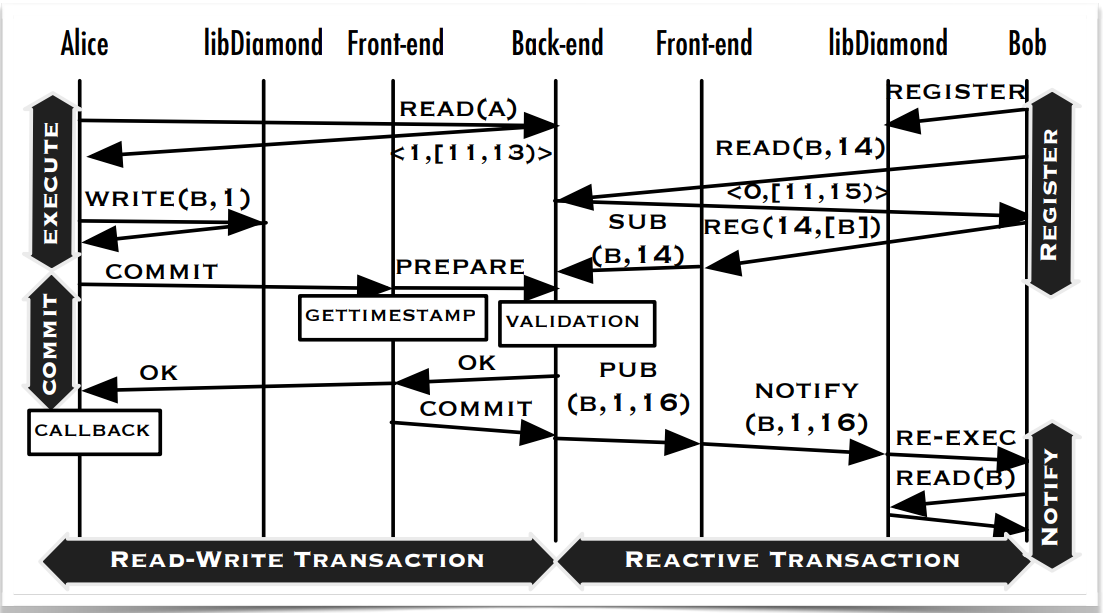 Alice libDiamond Front-end Back-end Front-end libDiamond Bob
REGISTER
READ(A)
<1,[11,13)>
READ(B,14)
<0,[11,15)>
EXECUTE
REGISTER
WRITE(B,1)
SUB
(B,14)
REG(14,[B])
COMMIT
PREPARE
GETTIMESTAMP
VALIDATION
COMMIT
OK
OK
PUB
(B,1,16)
NOTIFY
(B,1,16)
COMMIT
CALLBACK
RE-EXEC
READ(B)
NOTIFY
READ-WRITE TRANSACTION
REACTIVE TRANSACTION